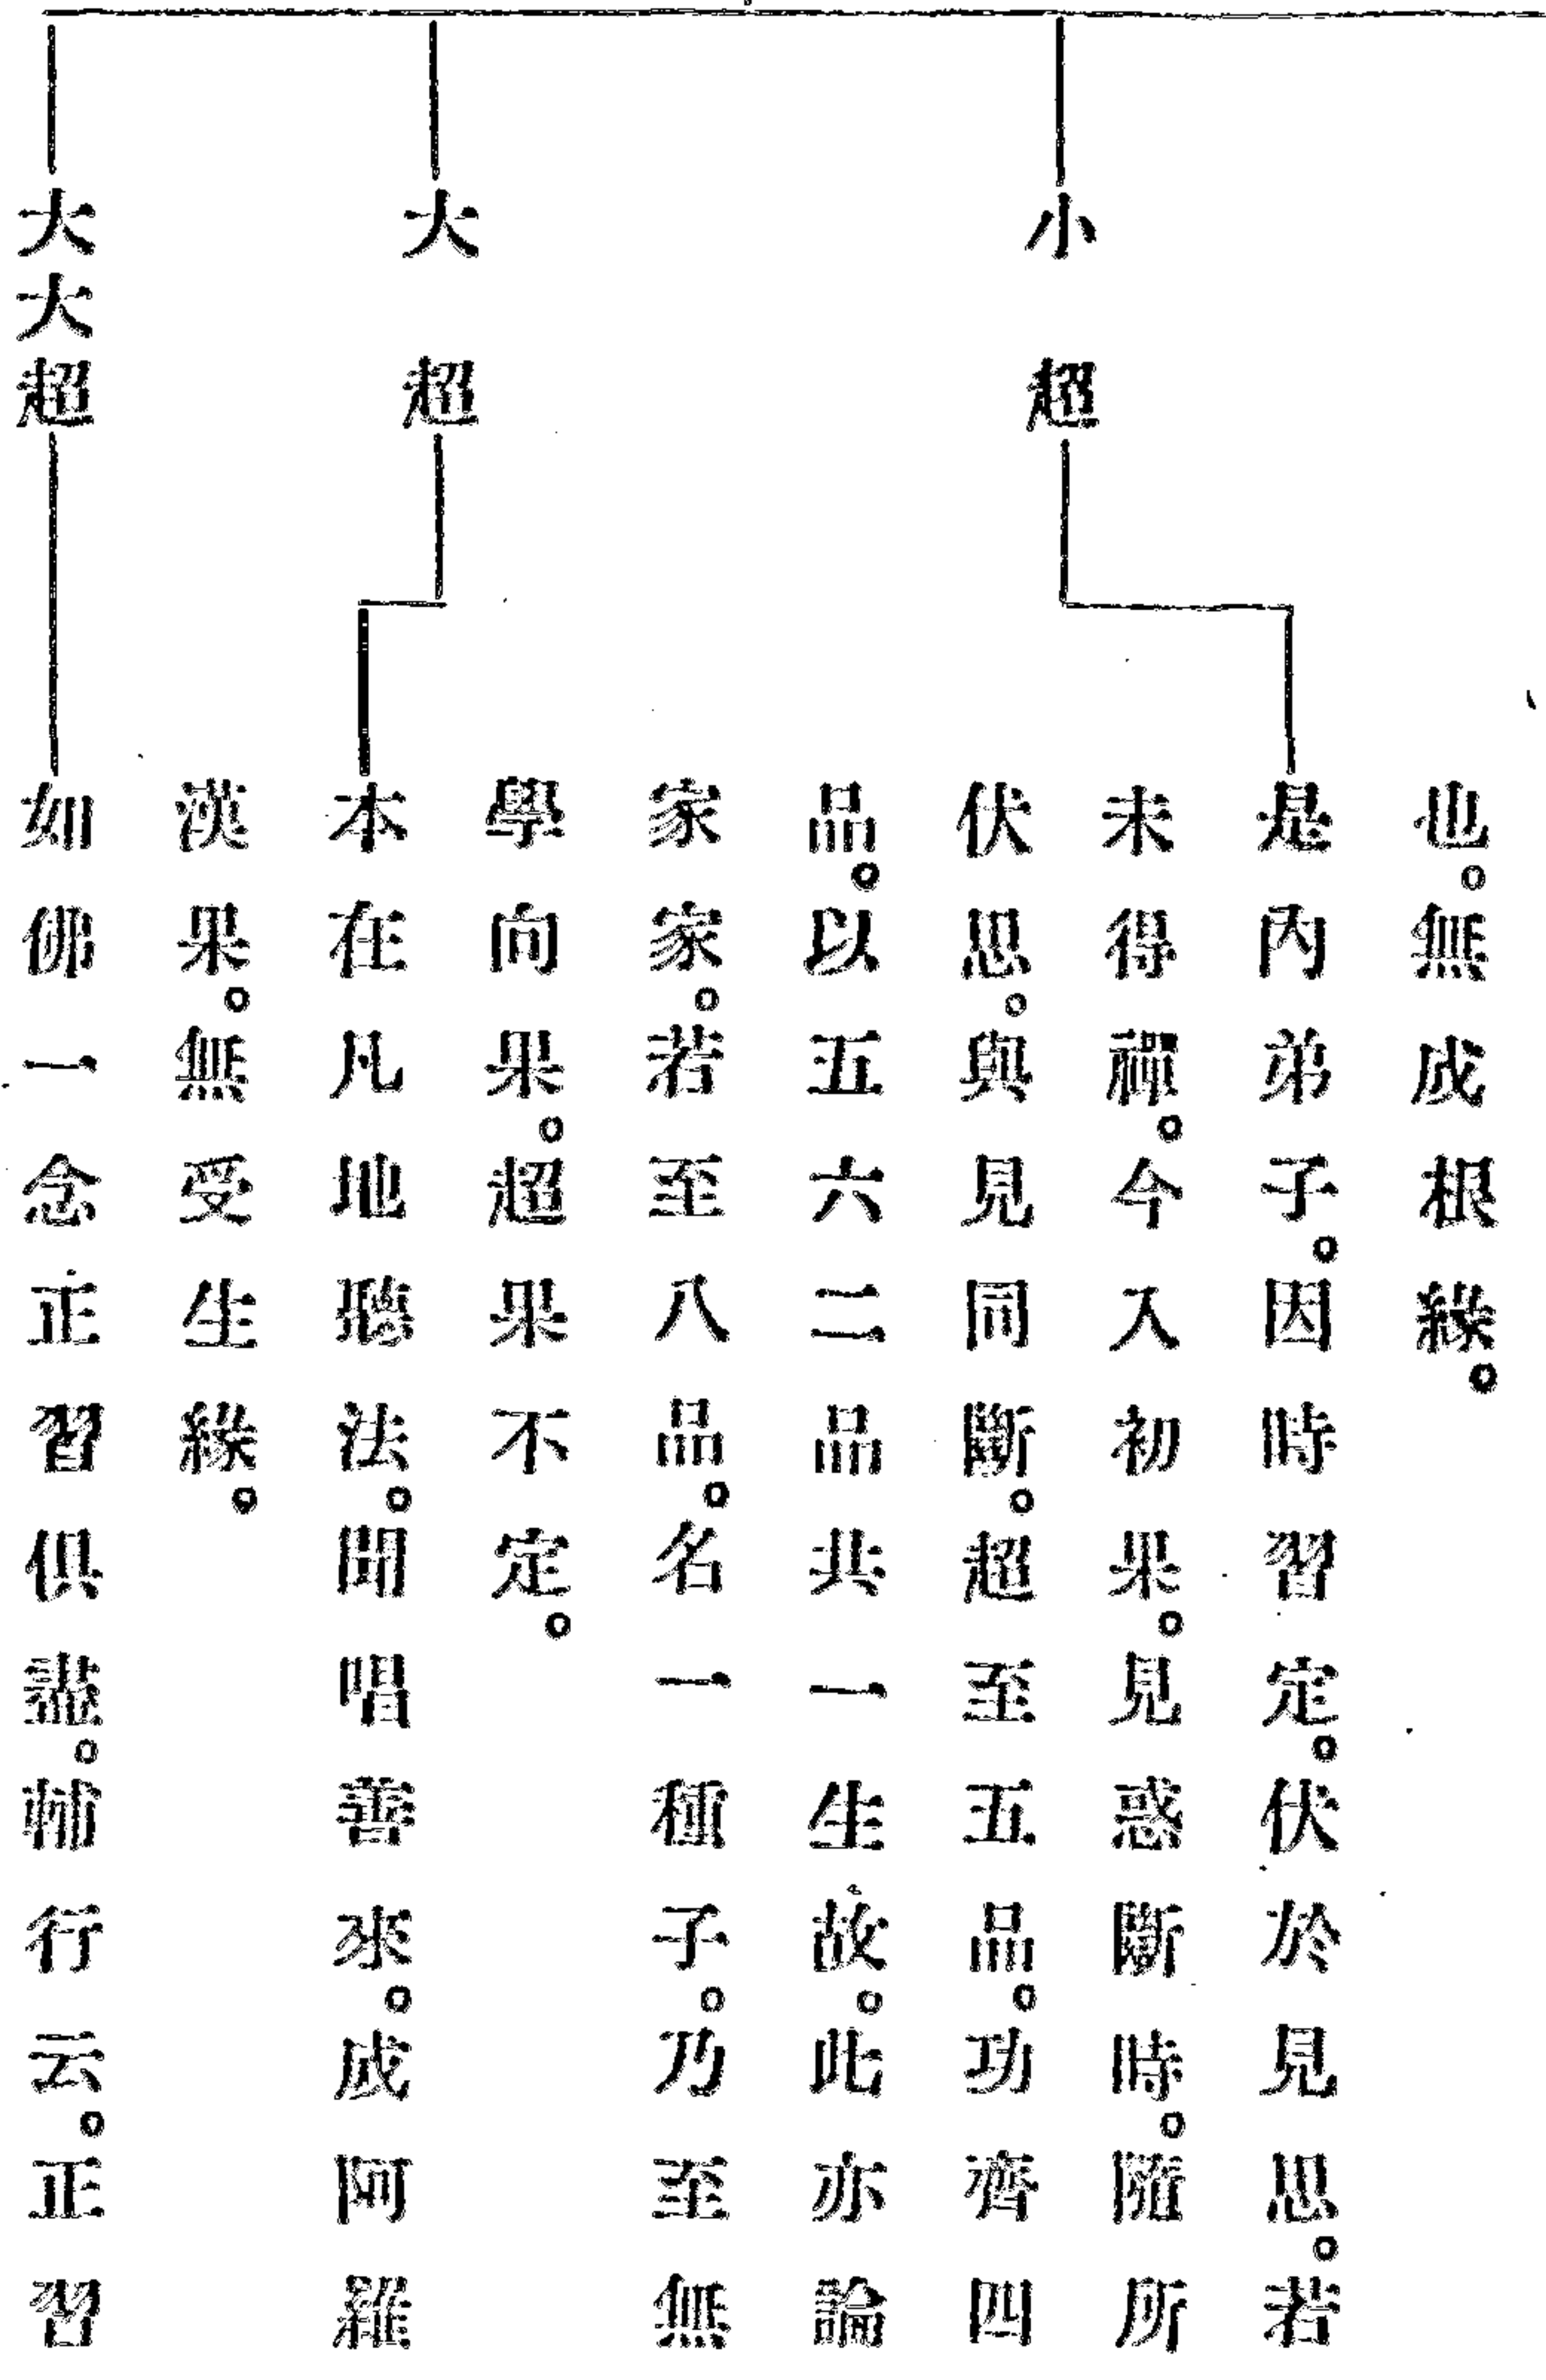 也。無成根緣。
小超
是內弟子。因時習定。伏於見思。若
未得禪。今入初果。見惑斷時。隨所
伏思。與見同斷。超至五品。功齊四
品。以五六二品共一生故。此亦論
家家。若至八品。名一種子。乃至無
學向果。超果不定。
大超
本在凡地聽法。聞唱善來。成阿羅
漢果。無受生緣。
大大超
如佛一念正習俱盡。輔行云。正習